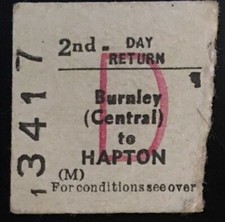 2nd - DAY
RETURN
Burnley
(Central)
to
HAPTON
(M)
For conditions see over
13417
D